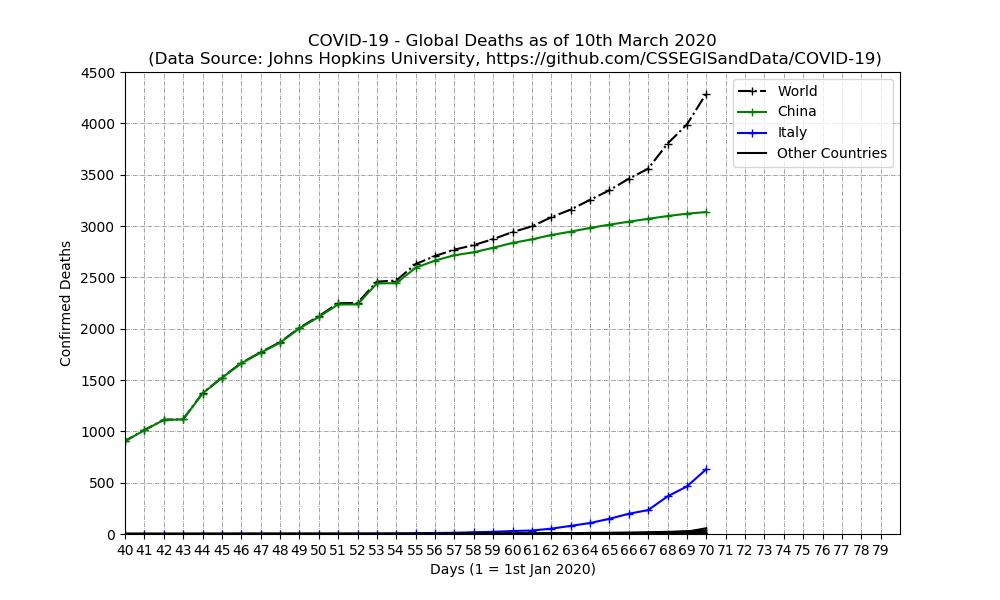 COVID-19 - Global Deaths as of 10th March 2020
(Data Source: Johns Hopkins University, https://github.com/CSSEGISandData/COVID-19)
4500
4000
3500
3000
2500
2000
1500
1000
500
0
Confirmed Deaths
World
China
Italy
Other Countries
40 41 42 43 44 45 46 47 48 49 50 51 52 53 54 55 56 57 58 59 60 61 62 63 64 65 66 67 68 69 70 71 72 73 74 75 76 77 78 79
Days (1 = 1st Jan 2020)